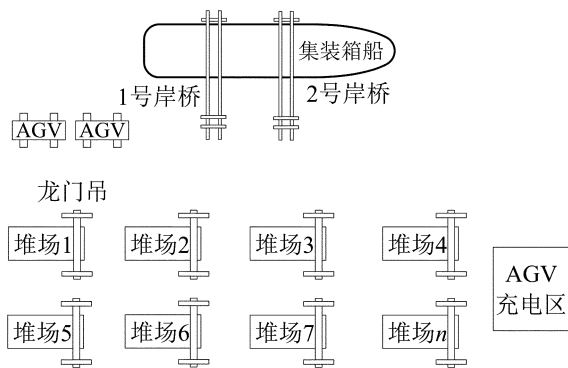 集装箱船
1号岸桥
2号岸桥
AGV
AGV
龙门吊
堆场1
堆场2
堆场3
堆场4
AGV
充电区
堆场5
堆场6
堆场7
堆场n